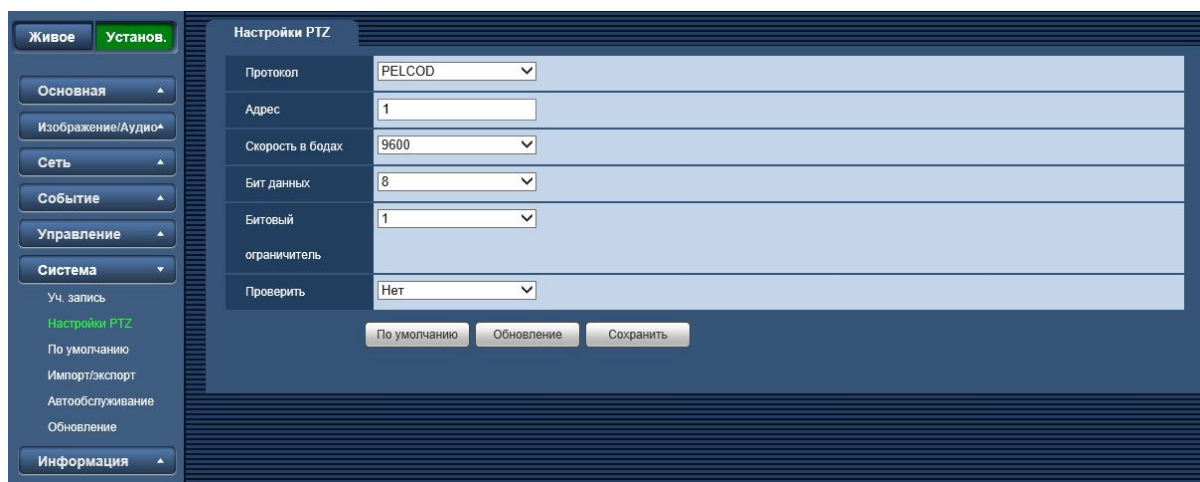 Живое Установ.
Основная
Изображение/Аудио
Сеть
Событие
Управление
Система
Уч. запись
Настройки PTZ
По умолчанию
Импорт/экспорт
Автообслуживание
Обновление
Информация
Настройки PTZ
Протокол PELCOD
Адрес 1
Скорость в бодах 9600
Бит данных 8
Битовый 1
ограничитель
Проверить Нет
По умолчанию Обновление Сохранить